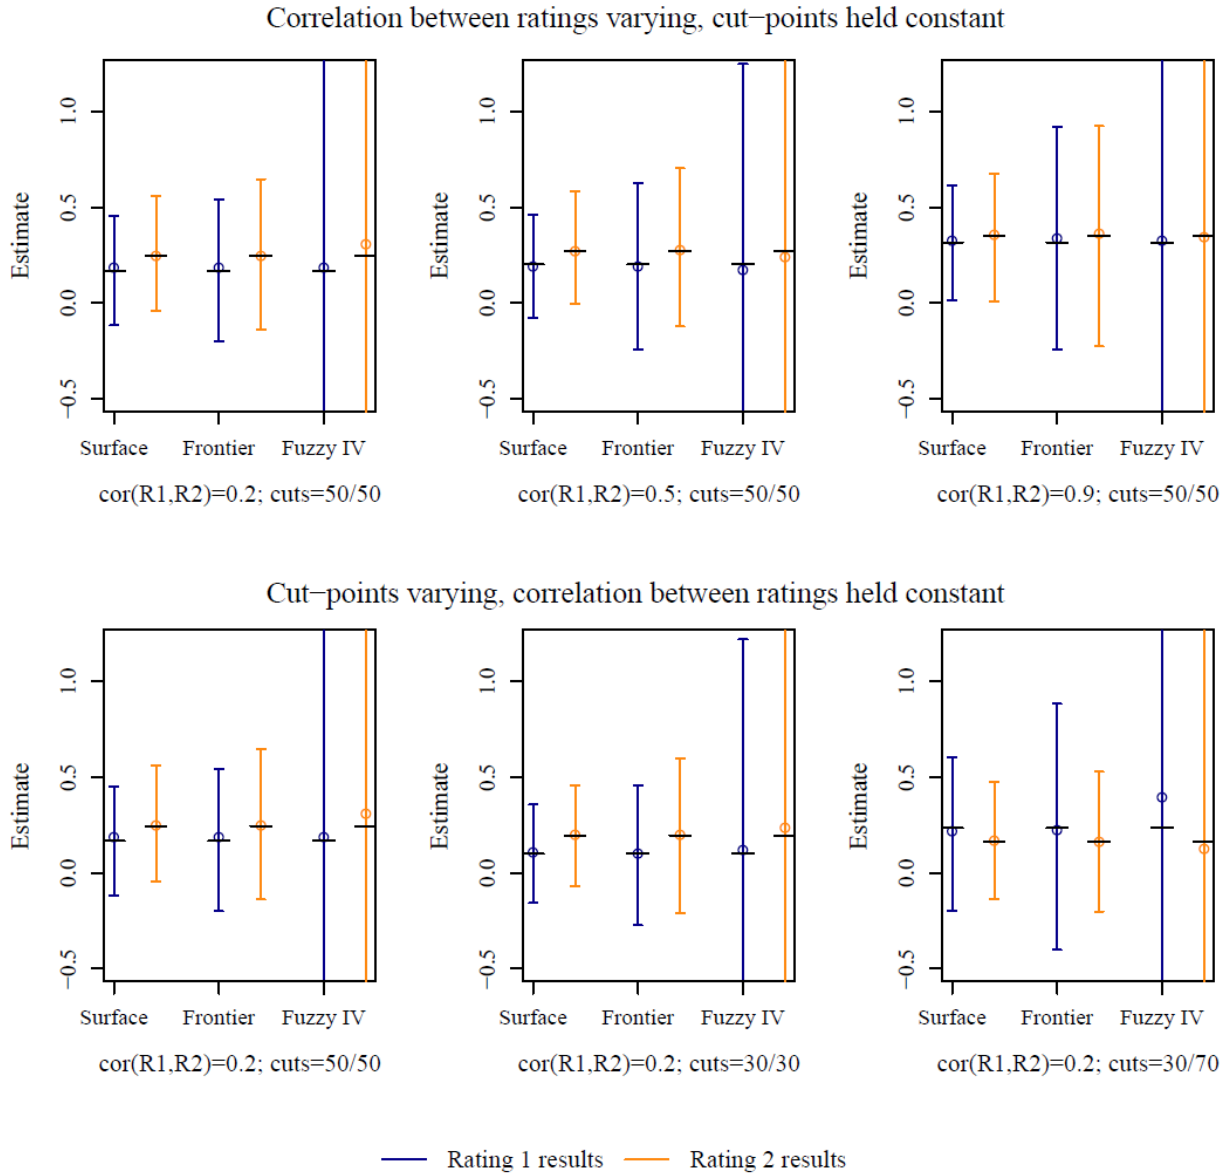 Correlation between ratings varying, cut−points held constant
Estimate
1.0
0.5
0.0
−0.5
Surface Frontier Fuzzy IV
cor(R1,R2)=0.2; cuts=50/50
Estimate
1.0
0.5
0.0
−0.5
Surface Frontier Fuzzy IV
cor(R1,R2)=0.5; cuts=50/50
Estimate
1.0
0.5
0.0
−0.5
Surface Frontier Fuzzy IV
cor(R1,R2)=0.9; cuts=50/50
Cut−points varying, correlation between ratings held constant
Estimate
1.0
0.5
0.0
−0.5
Surface Frontier Fuzzy IV
cor(R1,R2)=0.2; cuts=50/50
Estimate
1.0
0.5
0.0
−0.5
Surface Frontier Fuzzy IV
cor(R1,R2)=0.2; cuts=30/30
Estimate
1.0
0.5
0.0
−0.5
Surface Frontier Fuzzy IV
cor(R1,R2)=0.2; cuts=30/70
Rating 1 results Rating 2 results